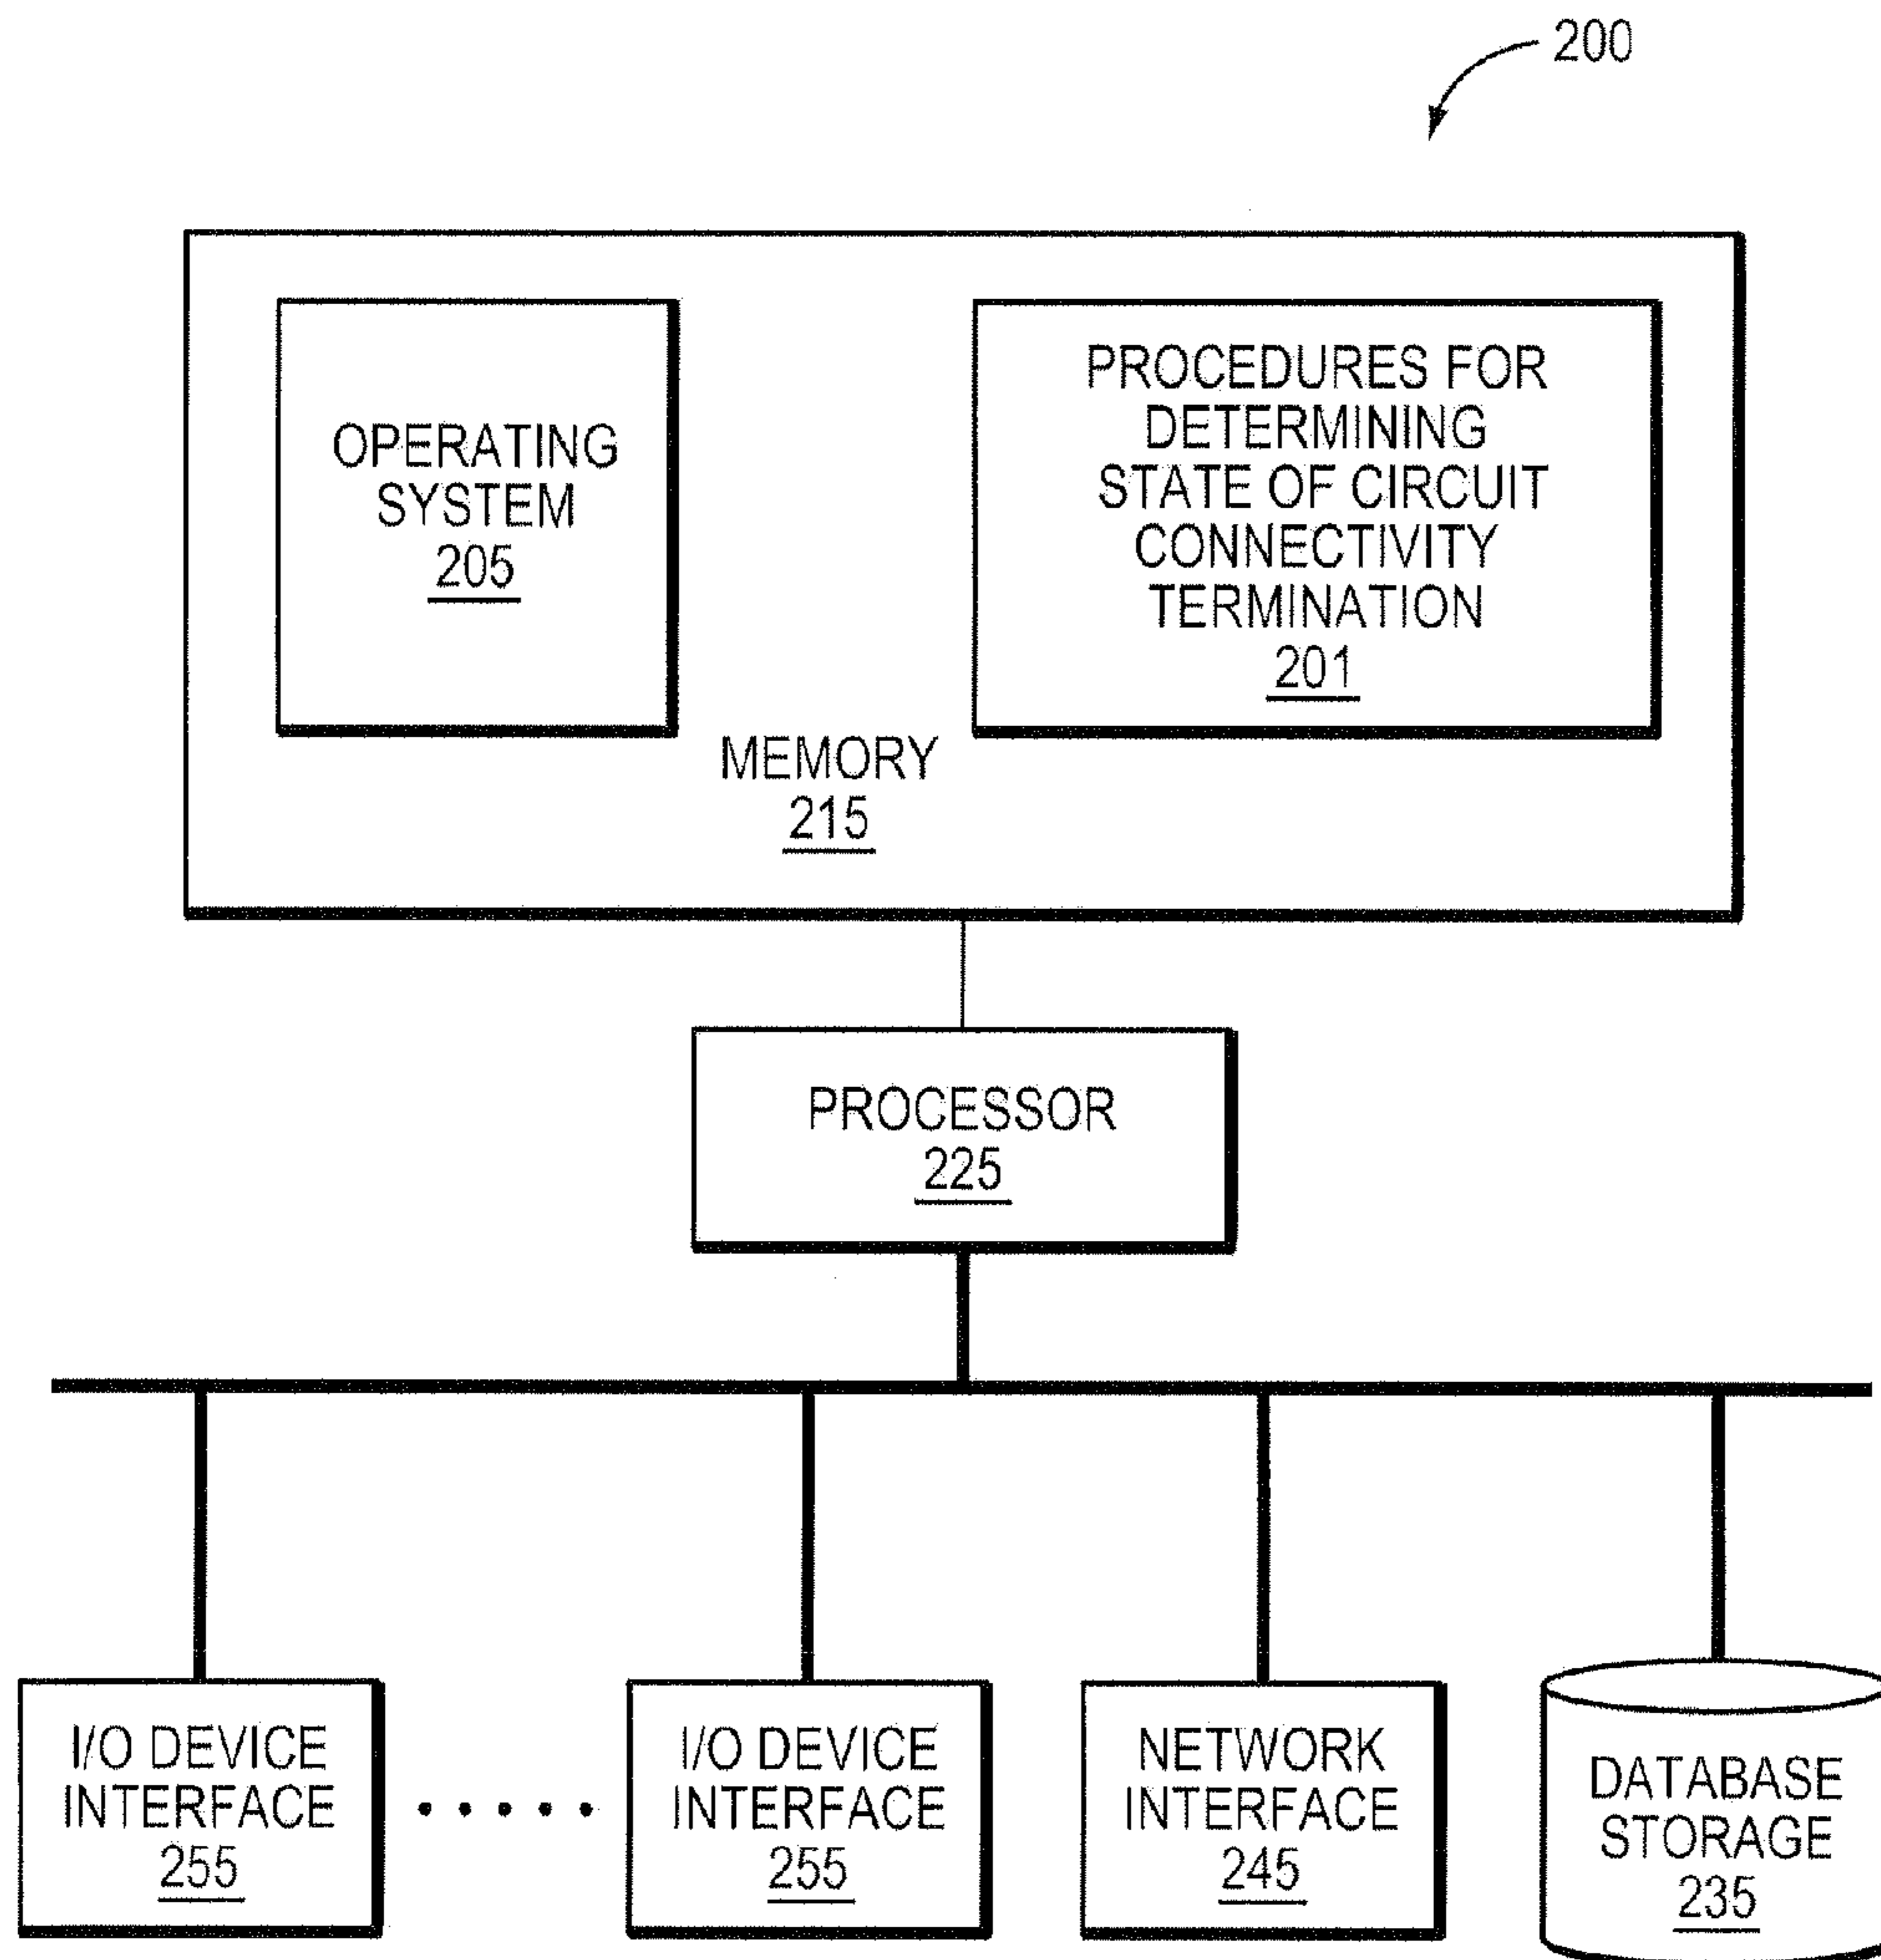 200
OPERATING
SYSTEM
205
PROCEDURES FOR
DETERMINING
STATE OF CIRCUIT
CONNECTIVITY
TERMINATION
201
MEMORY
215
PROCESSOR
225
I/O DEVICE
INTERFACE
255
I/O DEVICE
INTERFACE
255
NETWORK
INTERFACE
245
DATABASE
STORAGE
235